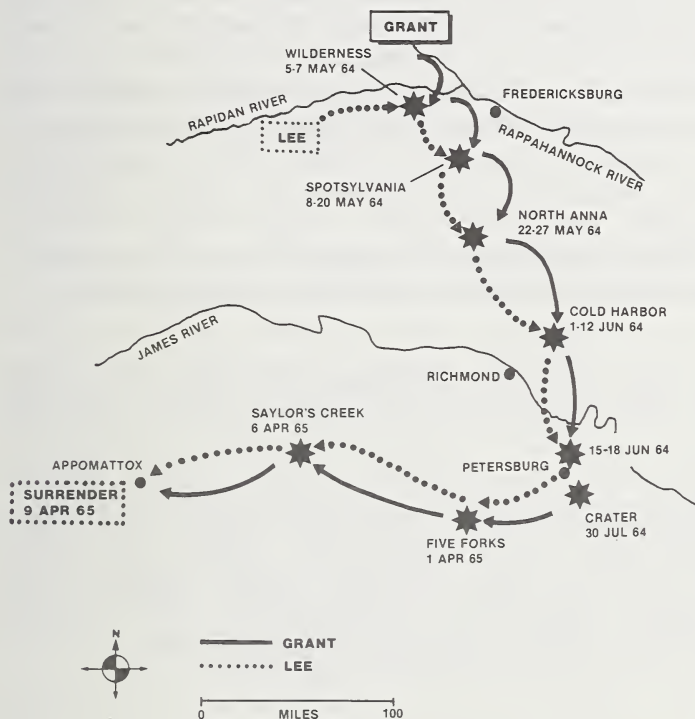 GRANT
WILDERNESS
5-7 MAY 64
FREDERICKSBURG
RAPIDAN RIVER
LEE
RAPPAHANNOCK RIVER
SPOTSYLVANIA
8-20 MAY 64
NORTH ANNA
22-27 MAY 64
COLD HARBOR
1-12 JUN 64
JAMES RIVER
RICHMOND
SAYLOR'S CREEK
6 APR 65
15-18 JUN 64
APPOMATTOX
PETERSBURG
SURRENDER
9 APR 65
CRATER
30 JUL 64
FIVE FORKS
1 APR 65
N
GRANT
LEE
0 MILES 100